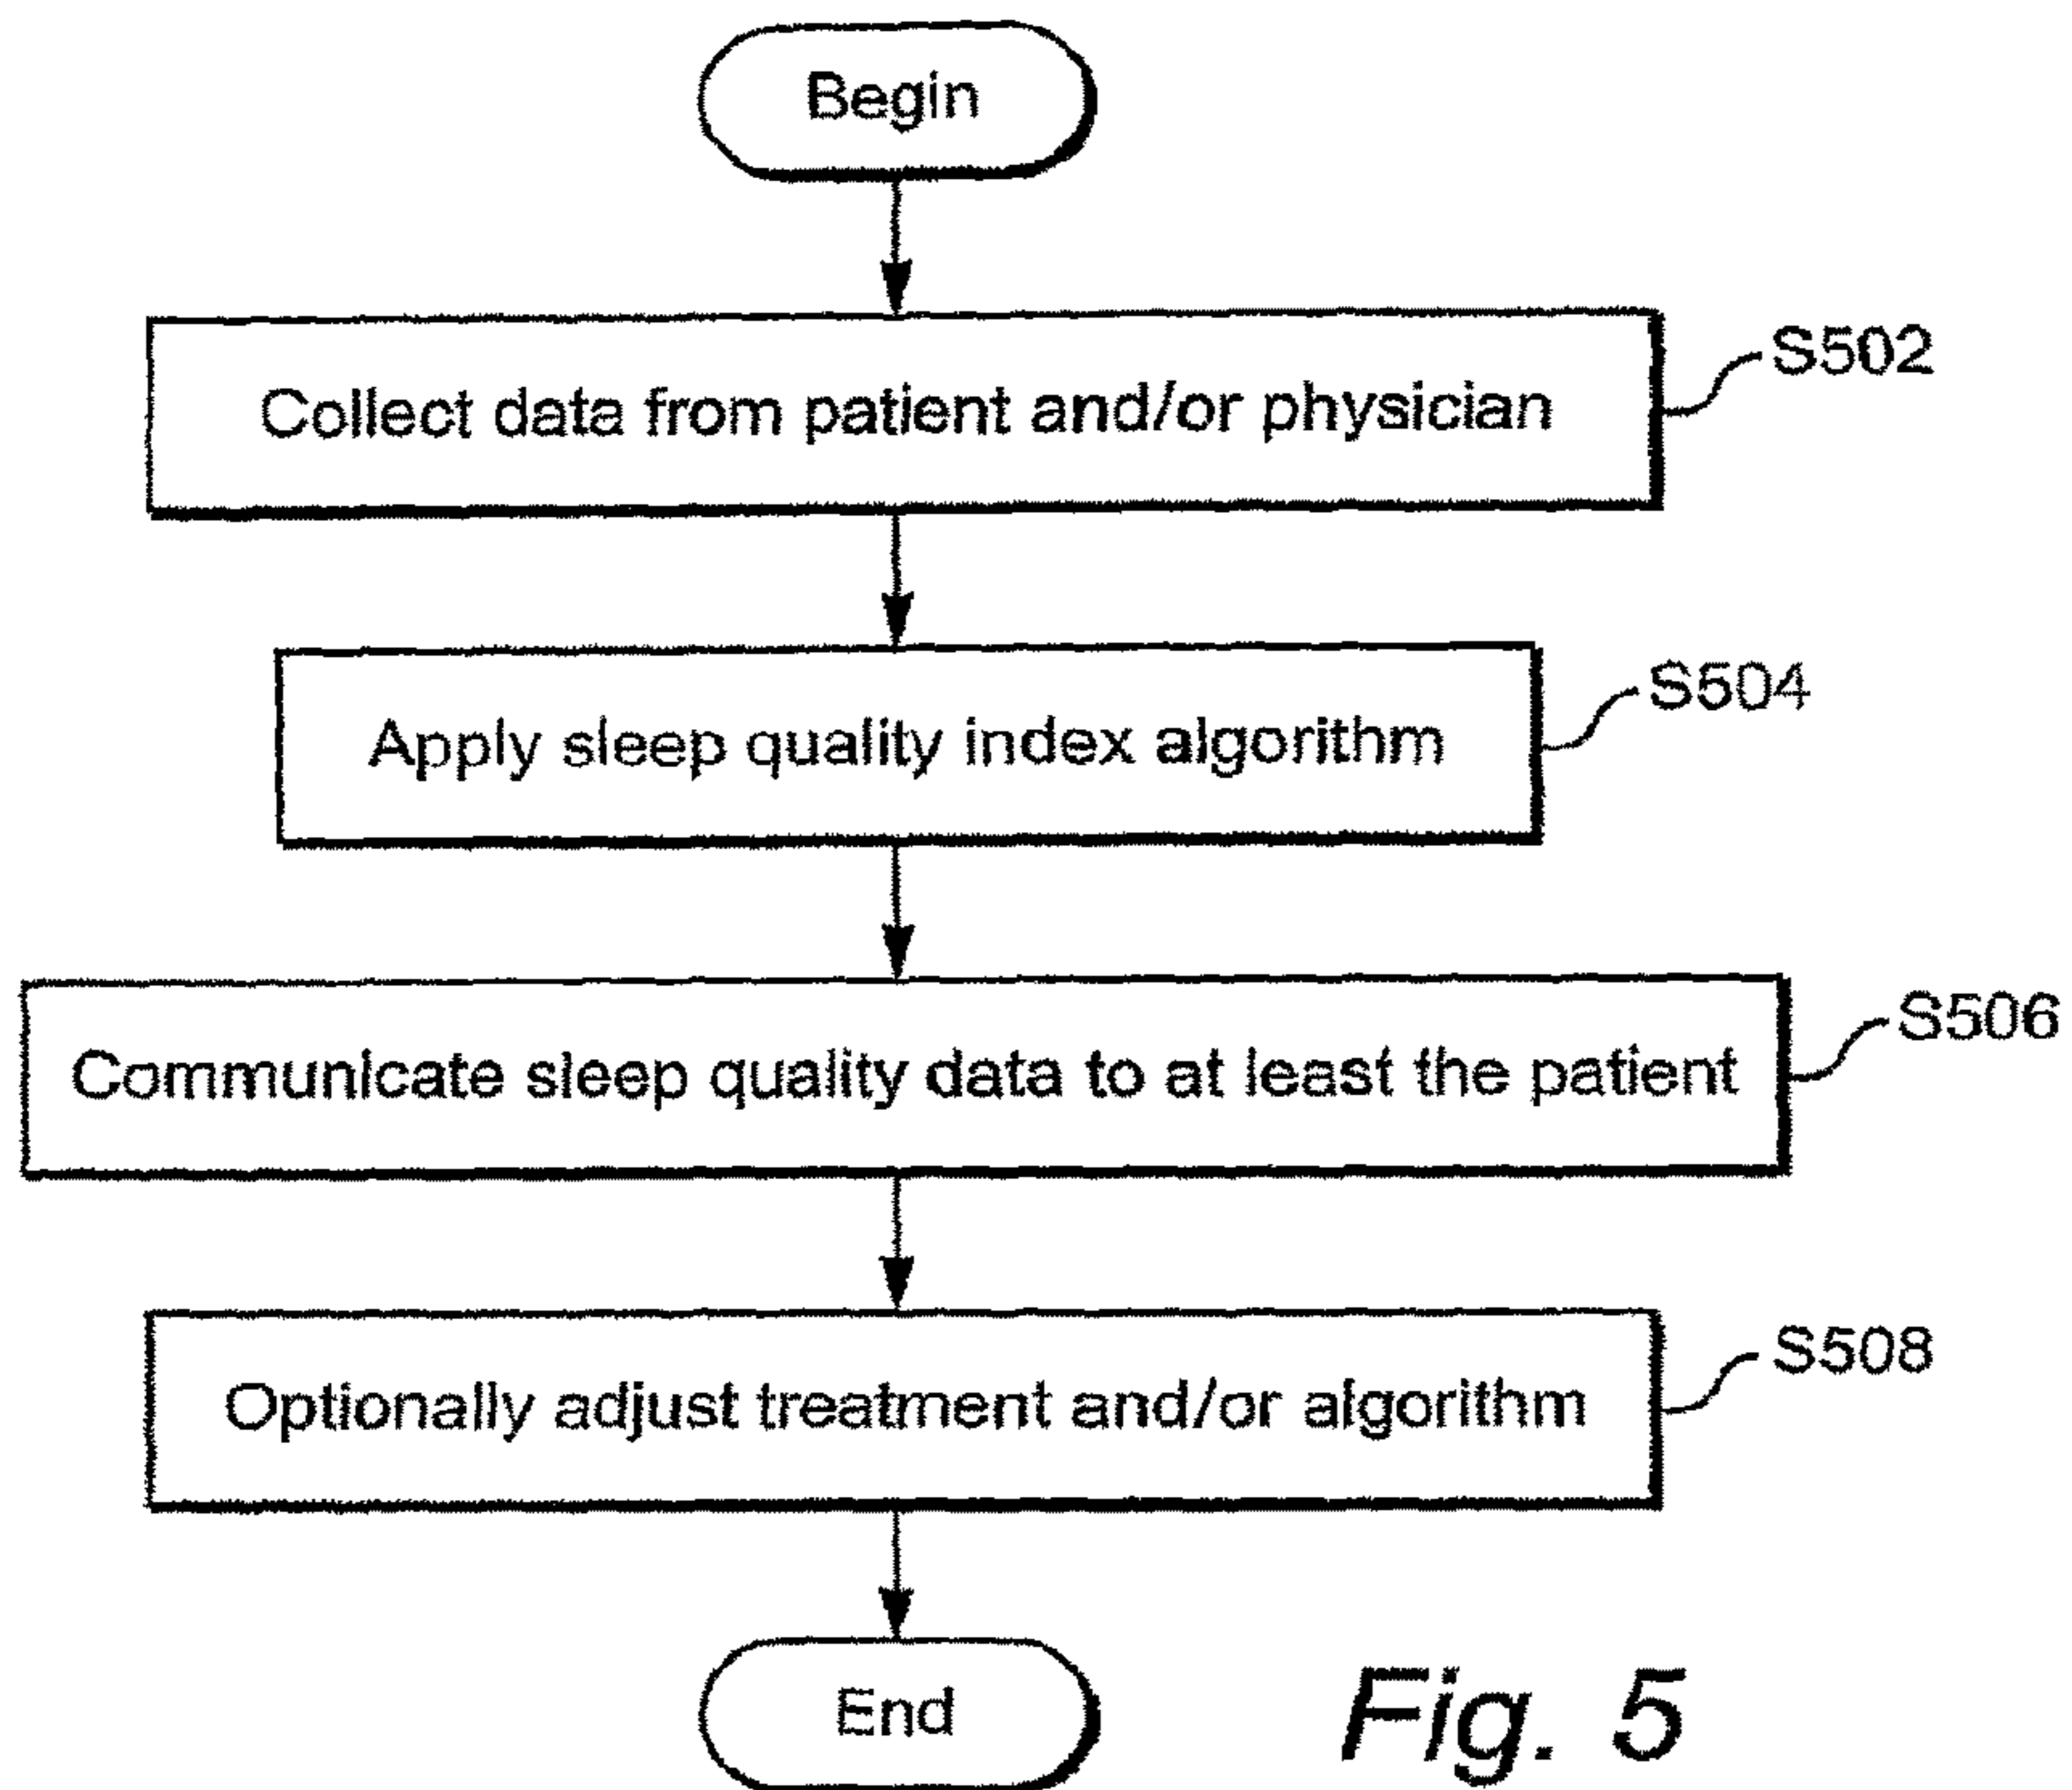 Begin
Collect data from patient and/or physician
S502
Apply sleep quality index algorithm
S504
Communicate sleep quality data to at least the patient
S506
Optionally adjust treatment and/or algorithm
S508
End
Fig. 5